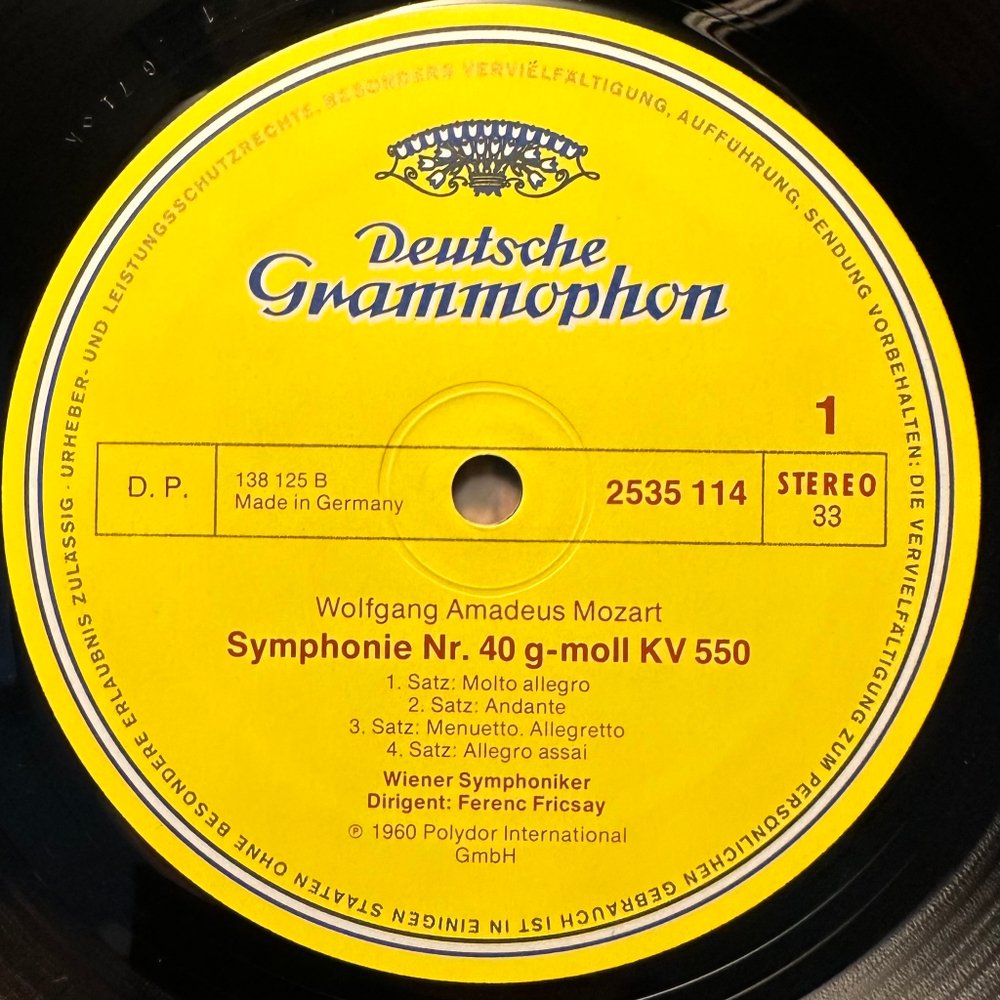 Deutsche
Grammophon
1
D. P.
138 125 B
Made in Germany
2535 114
STEREO
33
Wolfgang Amadeus Mozart
Symphonie Nr. 40 g-moll KV 550
1. Satz: Molto allegro
2. Satz: Andante
3. Satz: Menuetto. Allegretto
4. Satz: Allegro assai
Wiener Symphoniker
Dirigent: Ferenc Fricsay
℗ 1960 Polydor International
GmbH
URHEBER- UND LEISTUNGSSCHUTZRECHTE, BESONDERS VERVIELFÄLTIGUNG, AUFFÜHRUNG, SENDUNG VORBEHALTEN: DIE VERVIELFÄLTIGUNG ZUM PERSÖNLICHEN GEBRAUCH IST IN EINIGEN STAATEN OHNE BESONDERE ERLAUBNIS ZULÄSSIG ·